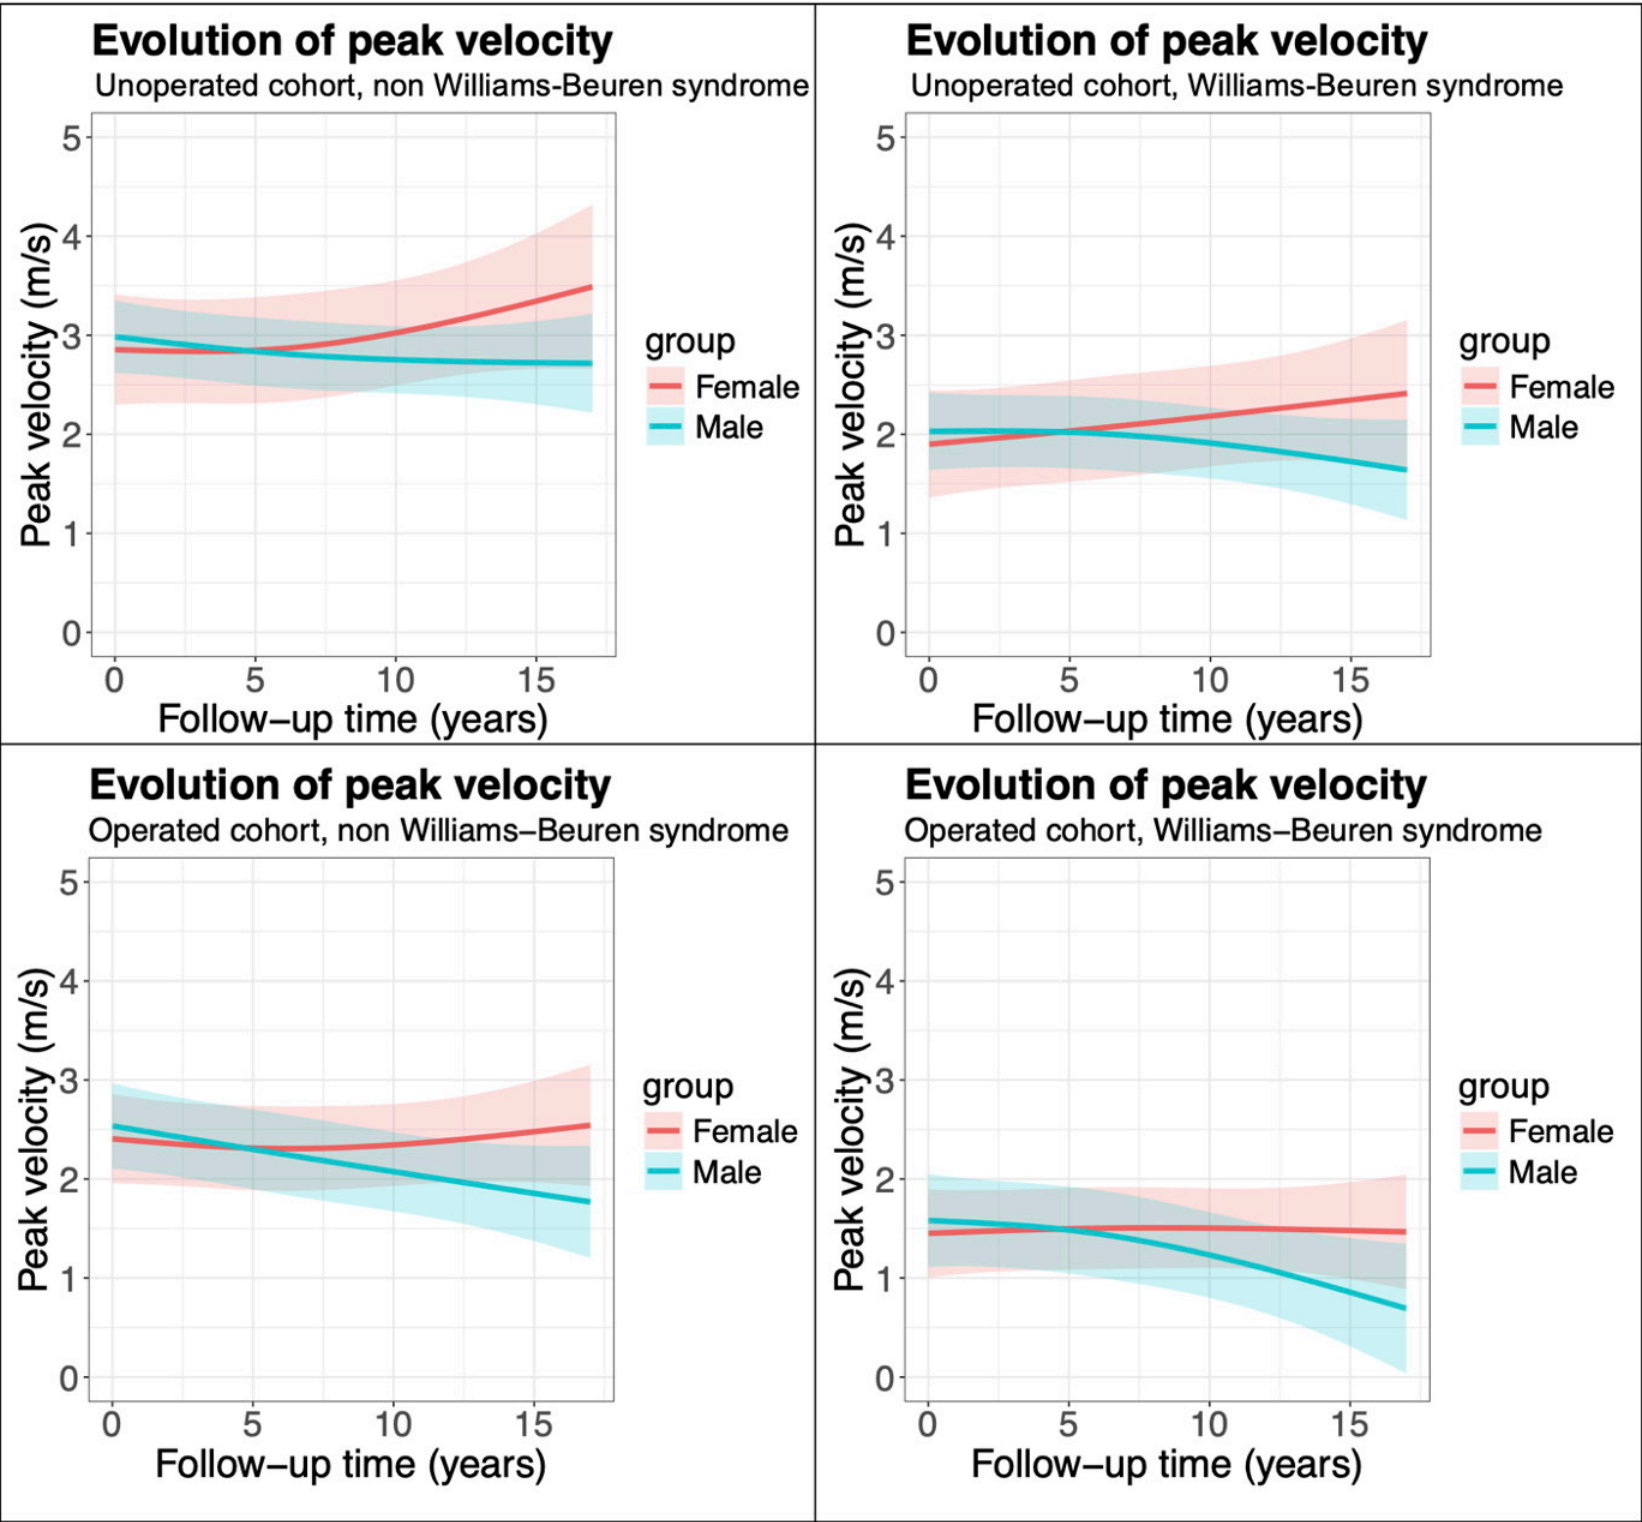 Evolution of peak velocity
Unoperated cohort, non Williams-Beuren syndrome
Peak velocity (m/s)
5
4
3
2
1
0
0 5 10 15
Follow–up time (years)
group
Female
Male
Evolution of peak velocity
Unoperated cohort, Williams-Beuren syndrome
Peak velocity (m/s)
5
4
3
2
1
0
0 5 10 15
Follow–up time (years)
group
Female
Male
Evolution of peak velocity
Operated cohort, non Williams–Beuren syndrome
Peak velocity (m/s)
5
4
3
2
1
0
0 5 10 15
Follow–up time (years)
group
Female
Male
Evolution of peak velocity
Operated cohort, Williams–Beuren syndrome
Peak velocity (m/s)
5
4
3
2
1
0
0 5 10 15
Follow–up time (years)
group
Female
Male